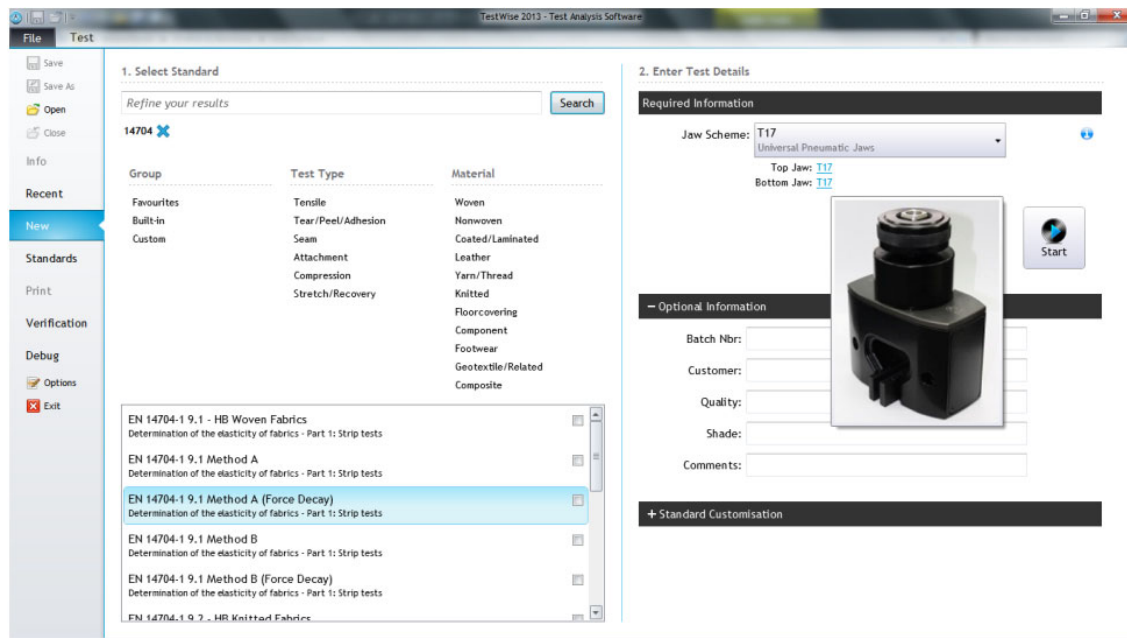 TestWise 2013 - Test Analysis Software
File Test
Save
Save As
Open
Close
Info
Recent
New
Standards
Print
Verification
Debug
Options
Exit
1. Select Standard
Refine your results
Search
14704
Group
Favourites
Built-in
Custom
Test Type
Tensile
Tear/Peel/Adhesion
Seam
Attachment
Compression
Stretch/Recovery
Material
Woven
Nonwoven
Coated/Laminated
Leather
Yarn/Thread
Knitted
Floorcovering
Component
Footwear
Geotextile/Related
Composite
EN 14704-1 9.1 - HB Woven Fabrics
Determination of the elasticity of fabrics - Part 1: Strip tests
EN 14704-1 9.1 Method A
Determination of the elasticity of fabrics - Part 1: Strip tests
EN 14704-1 9.1 Method A (Force Decay)
Determination of the elasticity of fabrics - Part 1: Strip tests
EN 14704-1 9.1 Method B
Determination of the elasticity of fabrics - Part 1: Strip tests
EN 14704-1 9.1 Method B (Force Decay)
Determination of the elasticity of fabrics - Part 1: Strip tests
EN 14704-1 9.2 - HB Knitted Fabrics
2. Enter Test Details
Required Information
Jaw Scheme: T17
Universal Pneumatic Jaws
Top Jaw: T17
Bottom Jaw: T17
Start
− Optional Information
Batch Nbr:
Customer:
Quality:
Shade:
Comments:
+ Standard Customisation